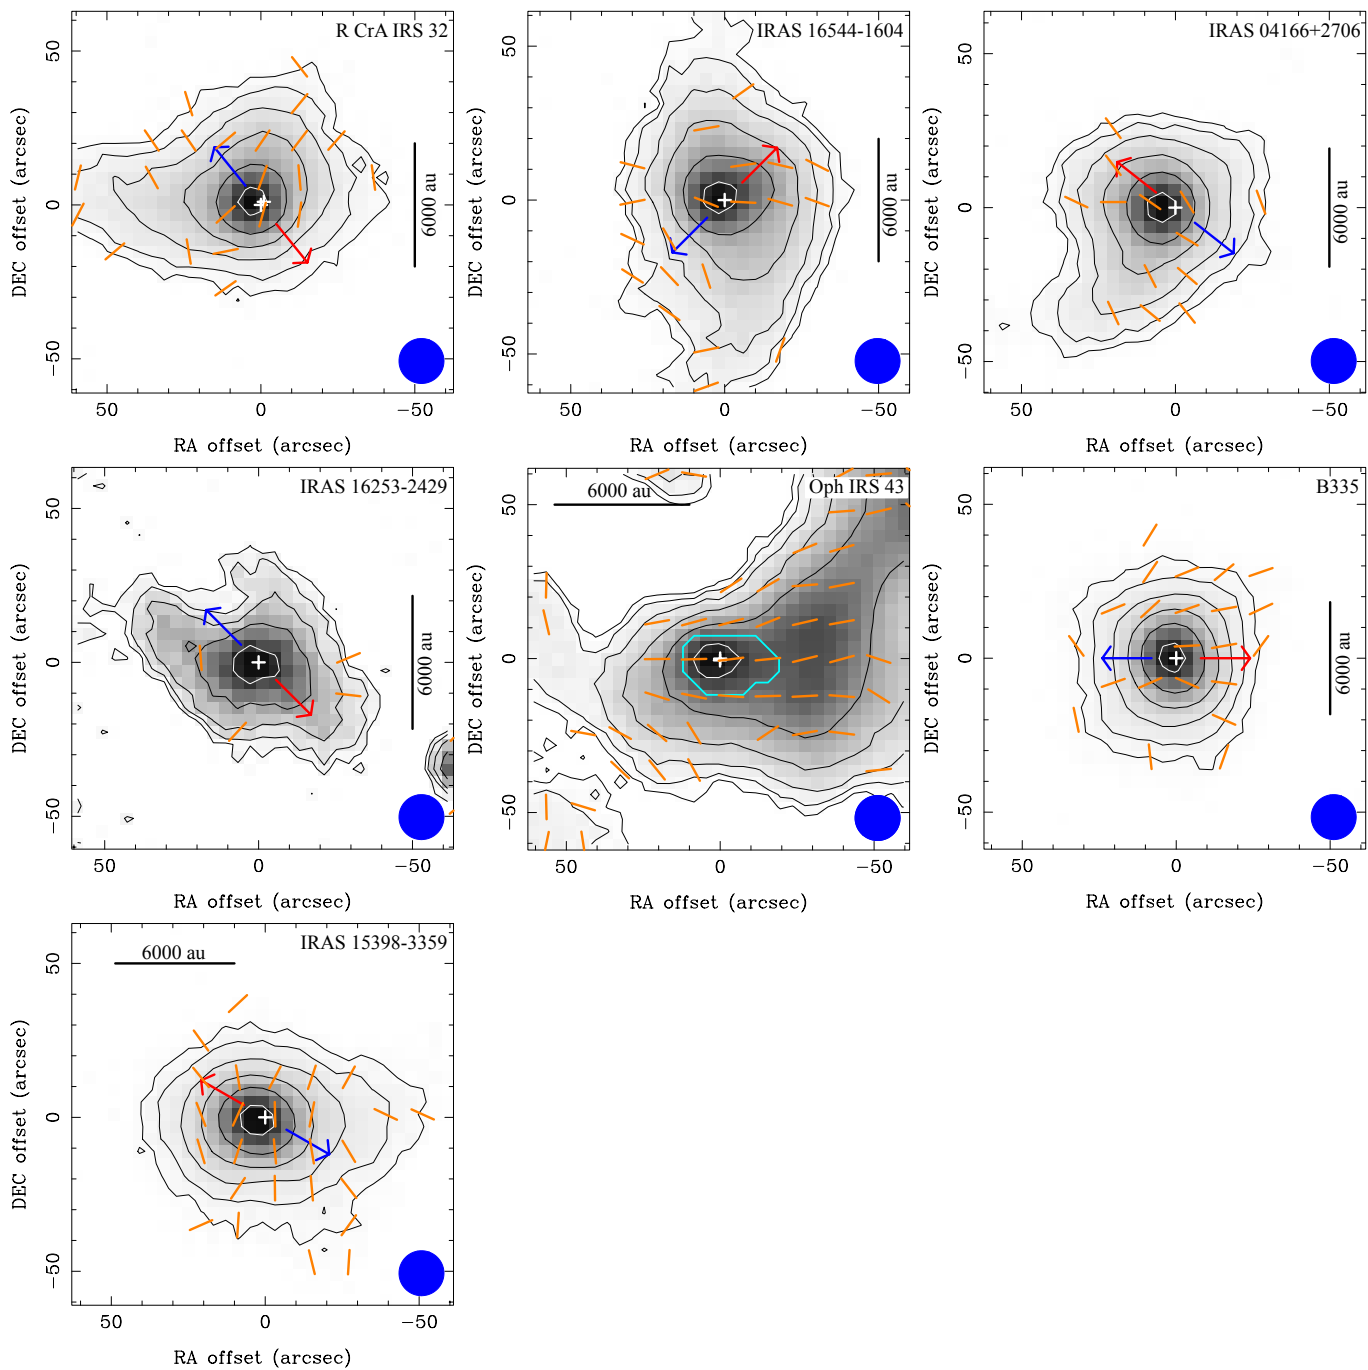 R CrA IRS 32
50
0
−50
DEC offset (arcsec)
6000 au
50
0
−50
RA offset (arcsec)
IRAS 16544-1604
50
0
−50
DEC offset (arcsec)
6000 au
50
0
−50
RA offset (arcsec)
IRAS 04166+2706
50
0
−50
DEC offset (arcsec)
6000 au
50
0
−50
RA offset (arcsec)
IRAS 16253-2429
50
0
−50
DEC offset (arcsec)
6000 au
50
0
−50
RA offset (arcsec)
Oph IRS 43
6000 au
50
0
−50
DEC offset (arcsec)
50
0
−50
RA offset (arcsec)
B335
50
0
−50
DEC offset (arcsec)
6000 au
50
0
−50
RA offset (arcsec)
IRAS 15398-3359
6000 au
50
0
−50
DEC offset (arcsec)
50
0
−50
RA offset (arcsec)